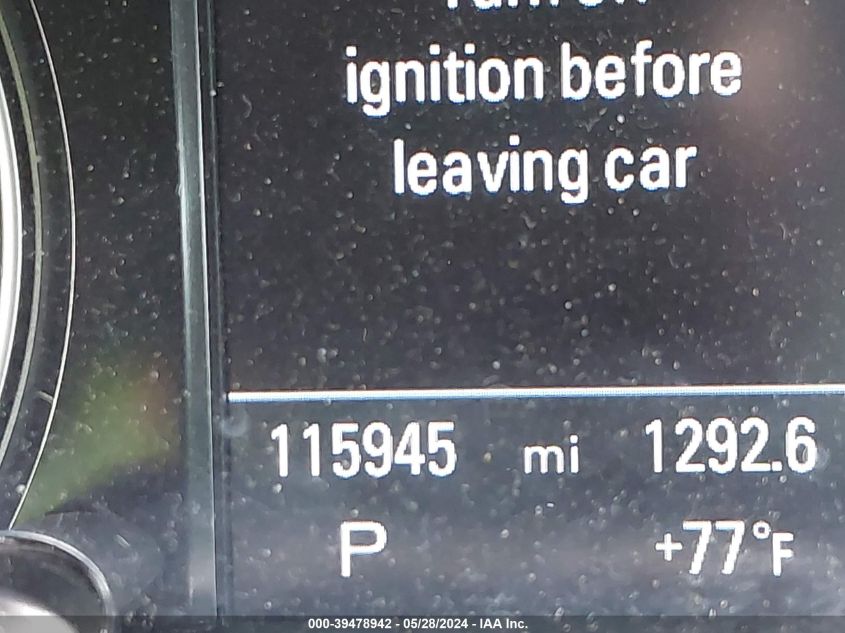 ignition before
leaving car
115945 mi 1292.6
P +77°F
000-39478942 - 05/28/2024 - IAA Inc.